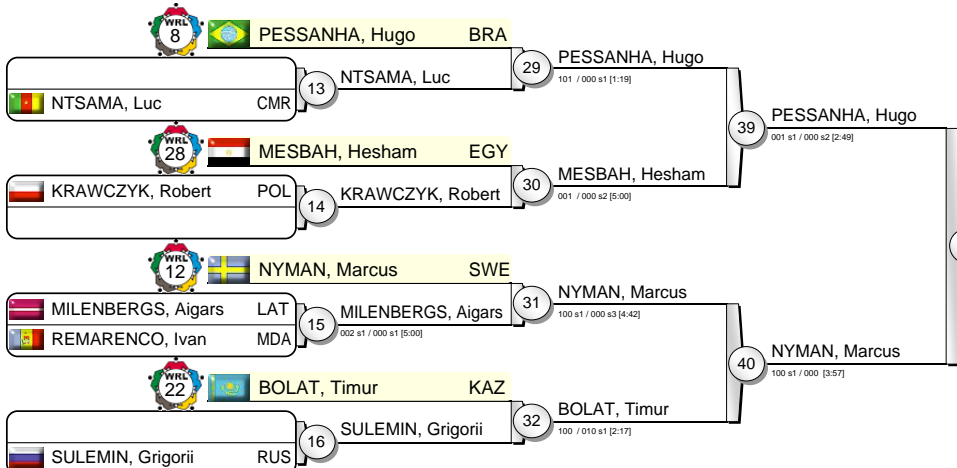 WRL
8
PESSANHA, Hugo BRA
29
PESSANHA, Hugo
101 / 000 s1 [1:19]
NTSAMA, Luc CMR
13
NTSAMA, Luc
39
PESSANHA, Hugo
001 s1 / 000 s2 [2:49]
WRL
28
MESBAH, Hesham EGY
30
MESBAH, Hesham
001 / 000 s2 [5:00]
KRAWCZYK, Robert POL
14
KRAWCZYK, Robert
WRL
12
NYMAN, Marcus SWE
31
NYMAN, Marcus
100 s1 / 000 s3 [4:42]
MILENBERGS, Aigars LAT
REMARENCO, Ivan MDA
15
MILENBERGS, Aigars
002 s1 / 000 s1 [5:00]
40
NYMAN, Marcus
100 s1 / 000 [3:57]
WRL
22
BOLAT, Timur KAZ
32
BOLAT, Timur
100 / 010 s1 [2:17]
SULEMIN, Grigorii RUS
16
SULEMIN, Grigorii